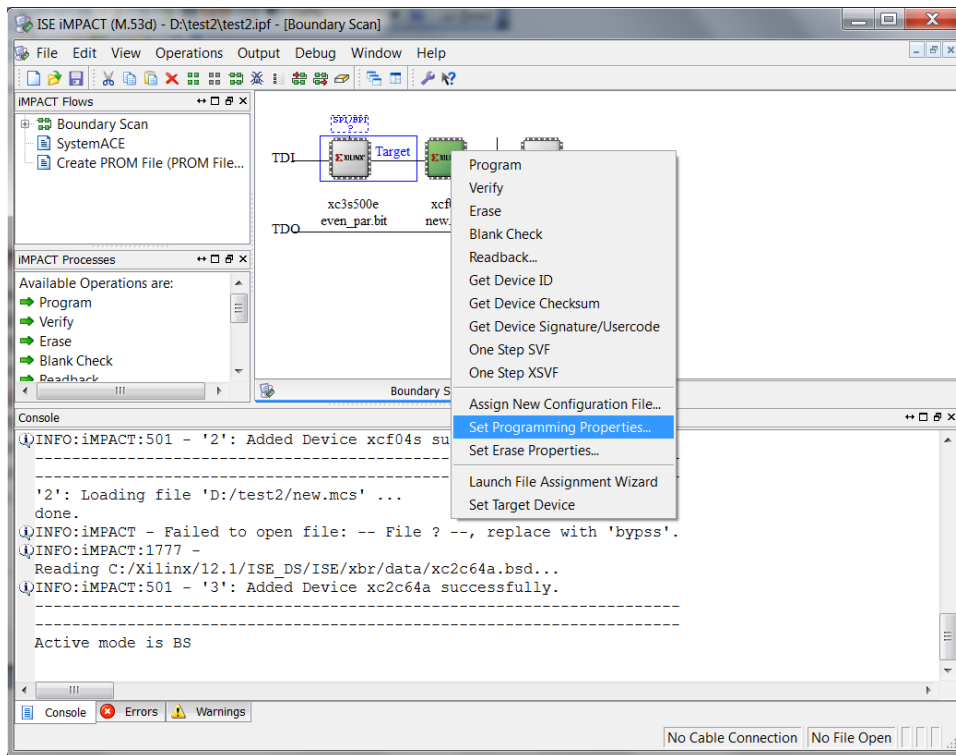 ISE iMPACT (M.53d) - D:\test2\test2.ipf - [Boundary Scan]
File Edit View Operations Output Debug Window Help
iMPACT Flows
Boundary Scan
SystemACE
Create PROM File (PROM File...
iMPACT Processes
Available Operations are:
Program
Verify
Erase
Blank Check
Readback
SPI/BPI
?
TDI
XILINX
Target
xc3s500e
even_par.bit
xcf
new.
TDO
Boundary S
Program
Verify
Erase
Blank Check
Readback...
Get Device ID
Get Device Checksum
Get Device Signature/Usercode
One Step SVF
One Step XSVF
Assign New Configuration File...
Set Programming Properties...
Set Erase Properties...
Launch File Assignment Wizard
Set Target Device
Console
INFO:iMPACT:501 - '2': Added Device xcf04s su
----------------------------------------------------------------------
----------------------------------------------------------------------
'2': Loading file 'D:/test2/new.mcs' ...
done.
INFO:iMPACT - Failed to open file: -- File ? --, replace with 'bypss'.
INFO:iMPACT:1777 -
Reading C:/Xilinx/12.1/ISE_DS/ISE/xbr/data/xc2c64a.bsd...
INFO:iMPACT:501 - '3': Added Device xc2c64a successfully.
----------------------------------------------------------------------
----------------------------------------------------------------------
Active mode is BS
Console Errors Warnings
No Cable Connection No File Open